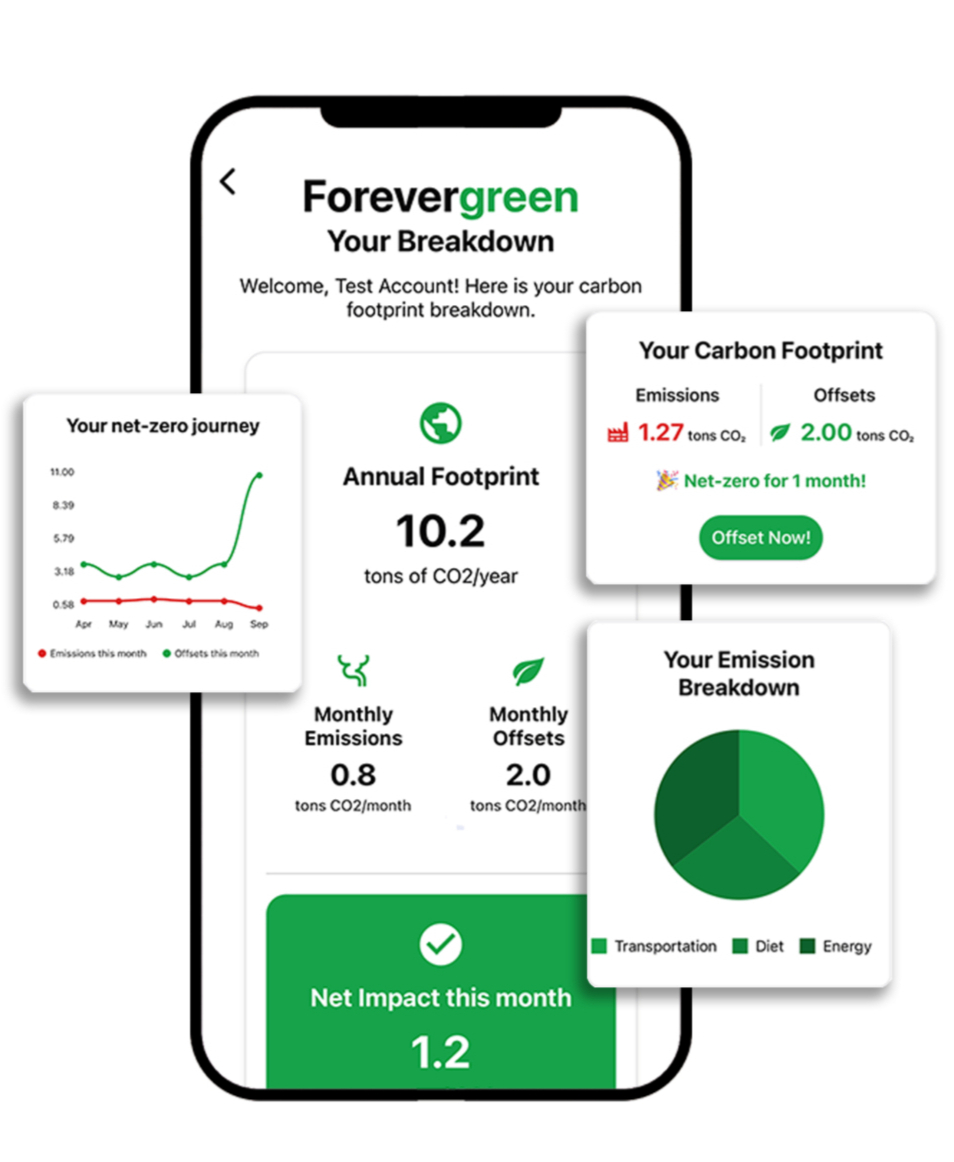 Forevergreen
Your Breakdown
Welcome, Test Account! Here is your carbon
footprint breakdown.
Annual Footprint
10.2
tons of CO2/year
Monthly
Emissions
0.8
tons CO2/month
Monthly
Offsets
2.0
tons CO2/month
Net Impact this month
1.2
Your net-zero journey
11.00
8.39
5.79
3.18
0.58
Apr May Jun Jul Aug Sep
Emissions this month Offsets this month
Your Carbon Footprint
Emissions Offsets
1.27 tons CO₂ 2.00 tons CO₂
🎉 Net-zero for 1 month!
Offset Now!
Your Emission
Breakdown
Transportation Diet Energy